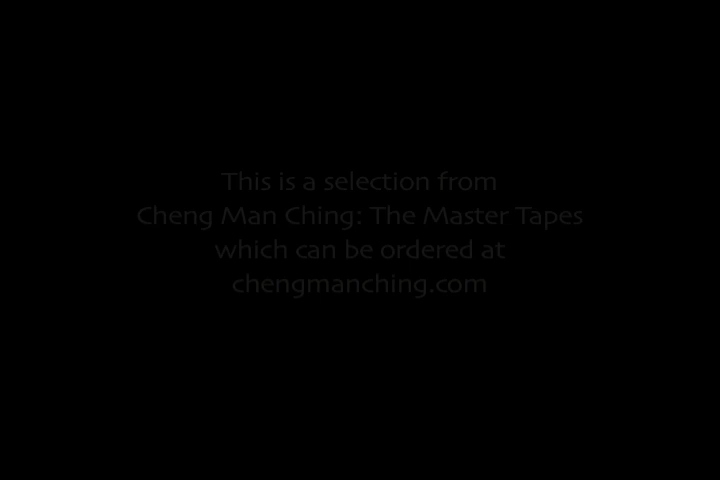 This is a selection from
Cheng Man Ching: The Master Tapes
which can be ordered at
chengmanching.com